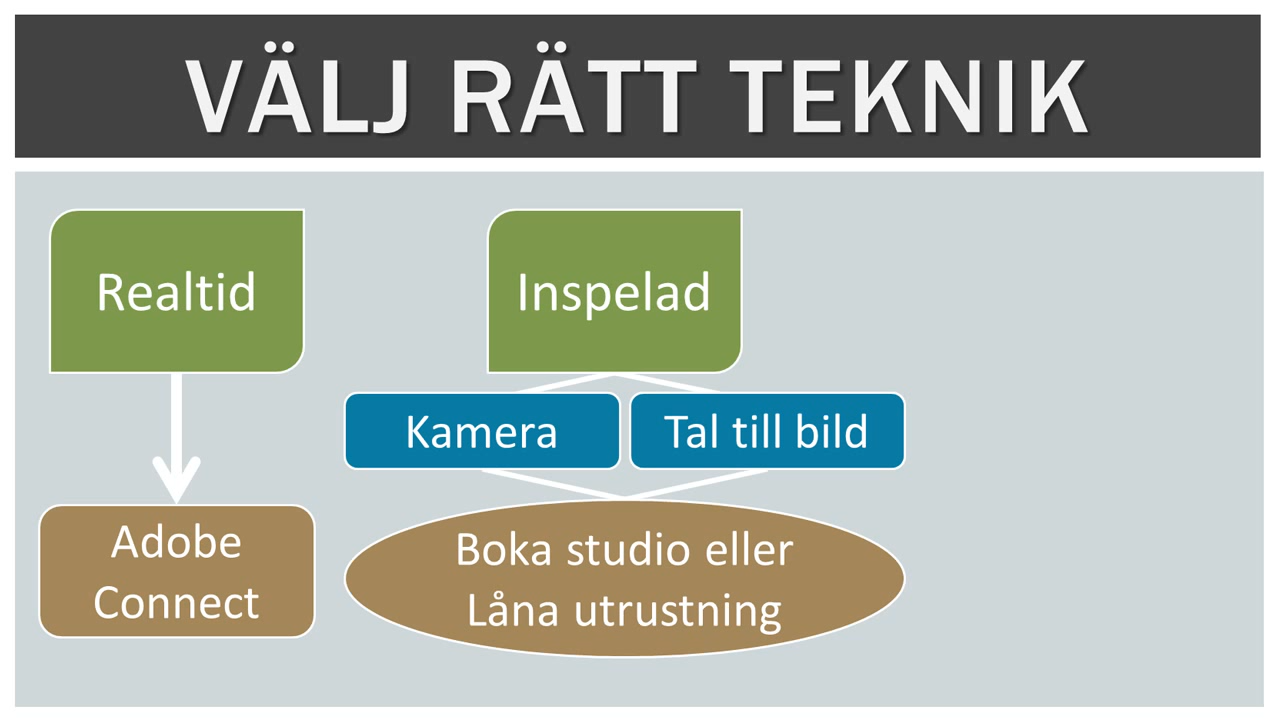 VÄLJ RÄTT TEKNIK
Realtid
Inspelad
Kamera
Tal till bild
Adobe
Connect
Boka studio eller
Låna utrustning